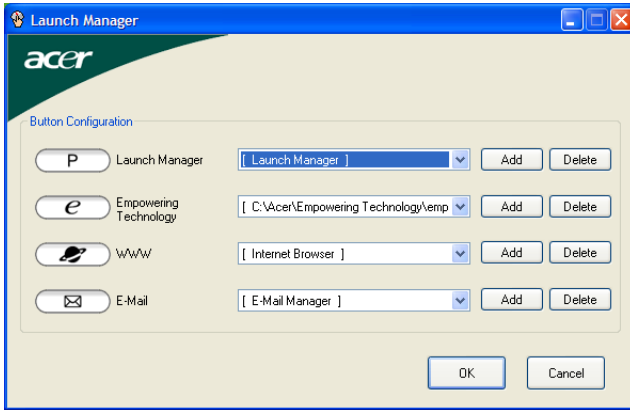 Launch Manager
acer
Button Configuration
P Launch Manager [ Launch Manager ] Add Delete
e Empowering Technology [ C:\Acer\Empowering Technology\emp Add Delete
WWW [ Internet Browser ] Add Delete
E-Mail [ E-Mail Manager ] Add Delete
OK Cancel